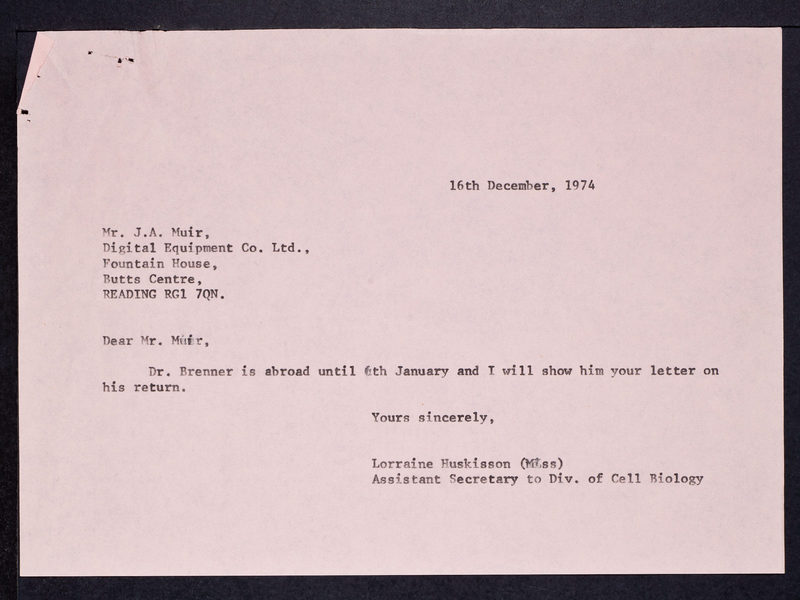 16th December, 1974
Mr. J.A. Muir,
Digital Equipment Co. Ltd.,
Fountain House,
Butts Centre,
READING RG1 7QN.
Dear Mr. Muir,
Dr. Brenner is abroad until 6th January and I will show him your letter on
his return.
Yours sincerely,
Lorraine Huskisson (Miss)
Assistant Secretary to Div. of Cell Biology